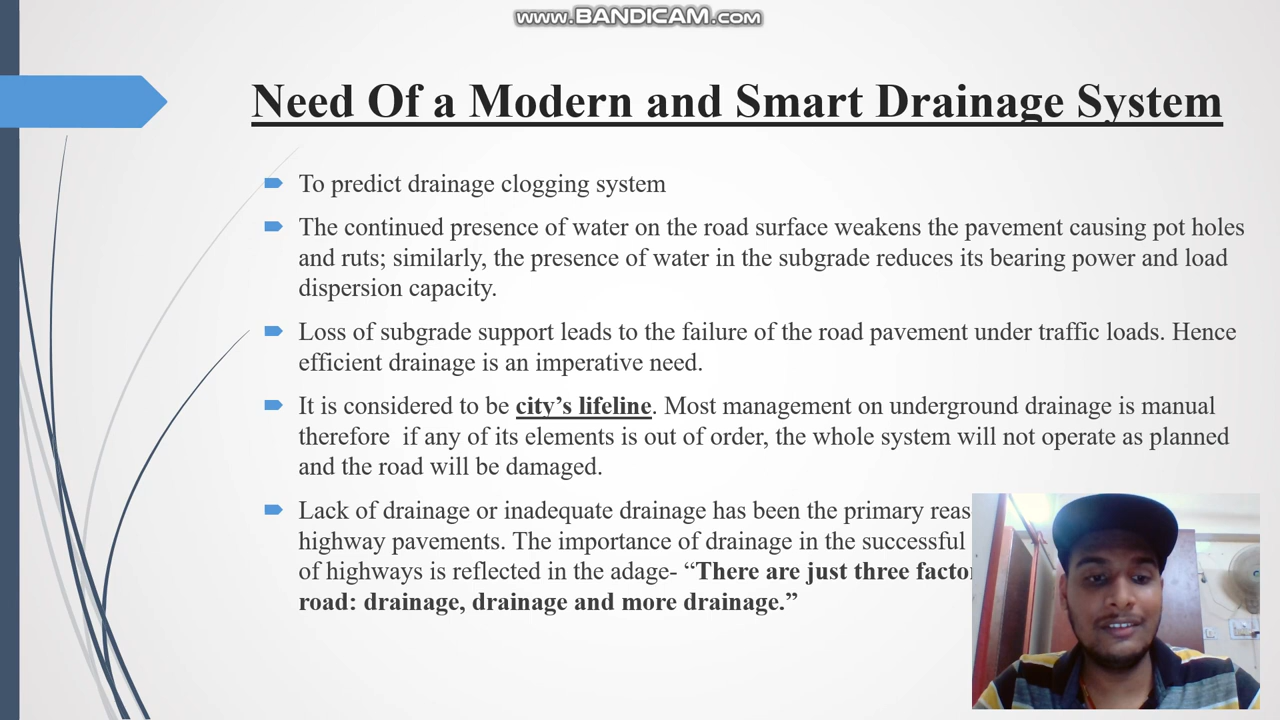 www.BANDICAM.com
Need Of a Modern and Smart Drainage System
To predict drainage clogging system
The continued presence of water on the road surface weakens the pavement causing pot holes
and ruts; similarly, the presence of water in the subgrade reduces its bearing power and load
dispersion capacity.
Loss of subgrade support leads to the failure of the road pavement under traffic loads. Hence
efficient drainage is an imperative need.
It is considered to be city’s lifeline. Most management on underground drainage is manual
therefore if any of its elements is out of order, the whole system will not operate as planned
and the road will be damaged.
Lack of drainage or inadequate drainage has been the primary
highway pavements. The importance of drainage in the successful
of highways is reflected in the adage- “There are just three
road: drainage, drainage and more drainage.”